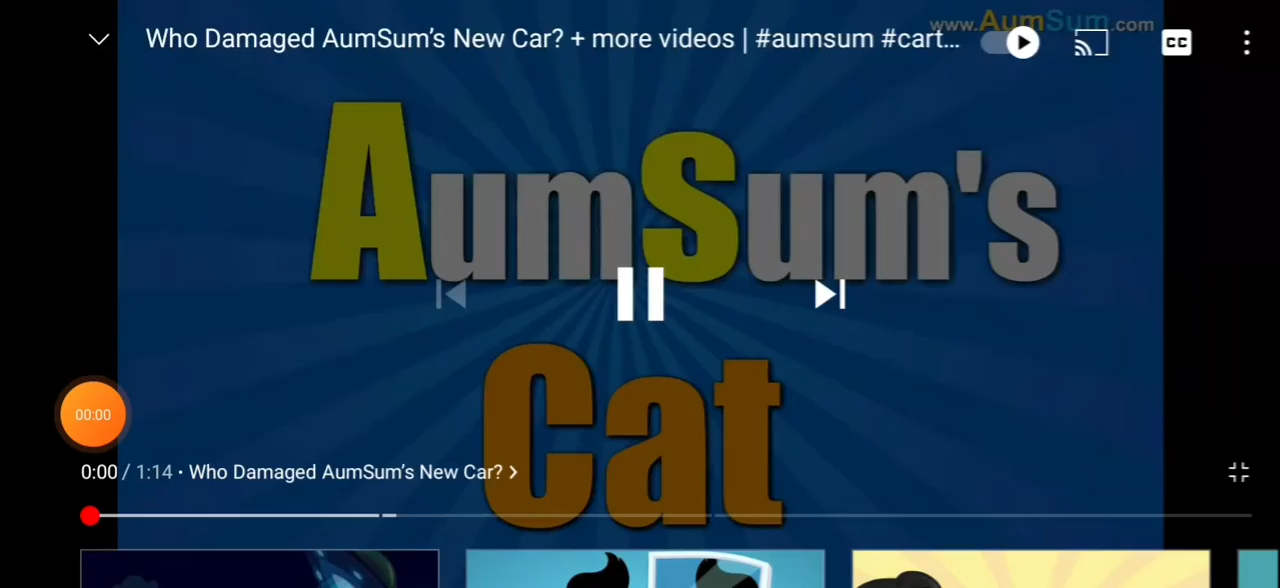 www.AumSum.com
Who Damaged AumSum’s New Car? + more videos | #aumsum #cart...
CC
AumSum's
Cat
00:00
0:00 / 1:14 • Who Damaged AumSum’s New Car? >